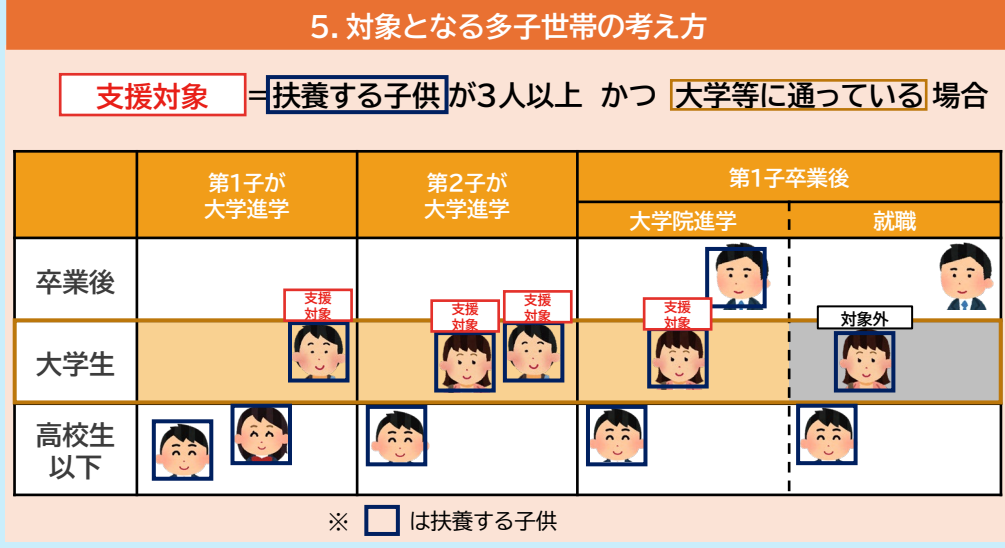 5. 対象となる多子世帯の考え方
支援対象 =扶養する子供が3人以上 かつ 大学等に通っている場合
第1子が
大学進学
第2子が
大学進学
第1子卒業後
大学院進学
就職
卒業後
支援
対象
支援
対象
支援
対象
支援
対象
対象外
大学生
高校生
以下
※ は扶養する子供